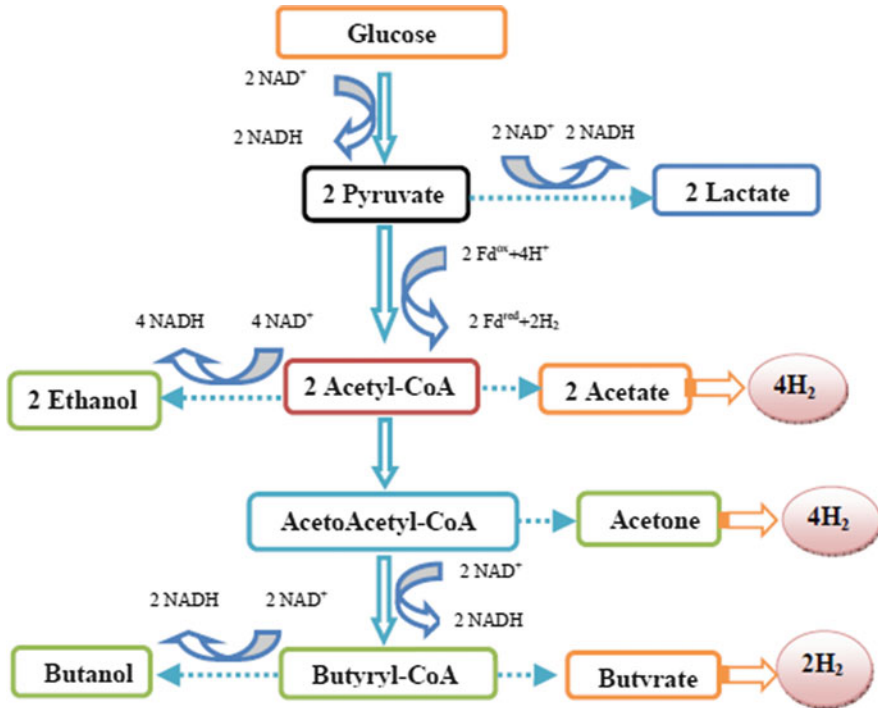 Glucose
2 NAD⁺
2 NADH
2 NAD⁺ 2 NADH
2 Pyruvate
2 Lactate
2 Fdᵒˣ+4H⁺
2 Fdʳᵉᵈ+2H₂
4 NADH 4 NAD⁺
2 Ethanol
2 Acetyl-CoA
2 Acetate
4H₂
AcetoAcetyl-CoA
Acetone
4H₂
2 NAD⁺
2 NADH
2 NADH 2 NAD⁺
Butanol
Butyryl-CoA
Butvrate
2H₂